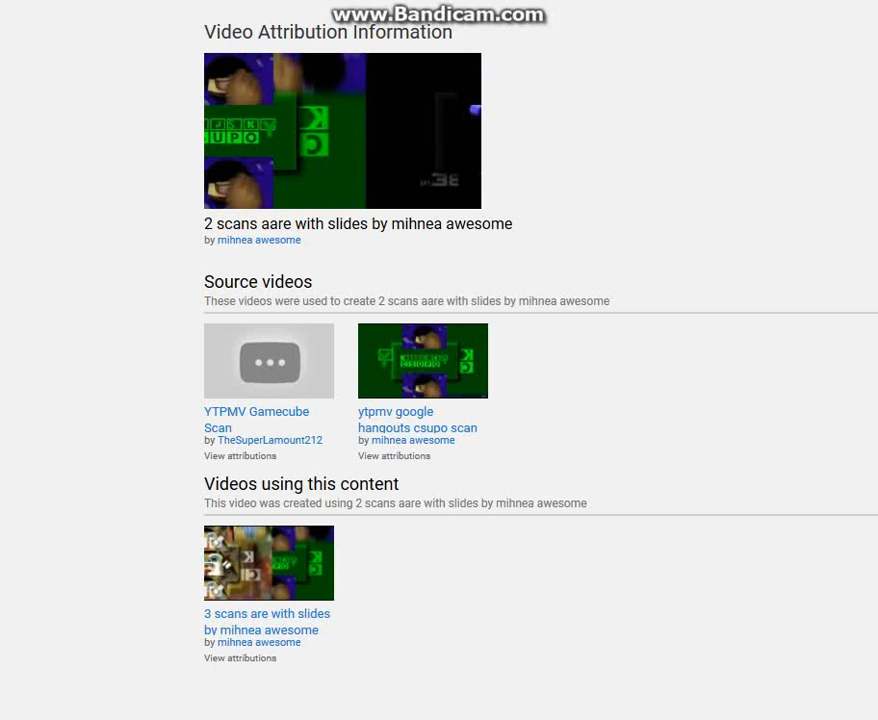 www.Bandicam.com
Video Attribution Information
2 scans aare with slides by mihnea awesome
by mihnea awesome
Source videos
These videos were used to create 2 scans aare with slides by mihnea awesome
YTPMV Gamecube
Scan
by TheSuperLamount212
View attributions
ytpmv google
hangouts csupo scan
by mihnea awesome
View attributions
Videos using this content
This video was created using 2 scans aare with slides by mihnea awesome
3 scans are with slides
by mihnea awesome
by mihnea awesome
View attributions